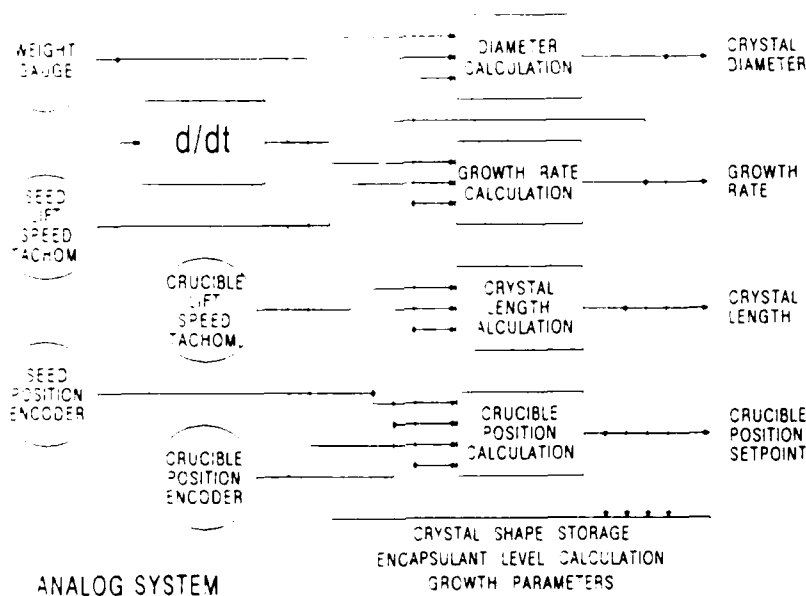 WEIGHT
GAUGE
d/dt
SEED
LIFT
SPEED
TACHOM
CRUCIBLE
LIFT
SPEED
TACHOM.
SEED
POSITION
ENCODER
CRUCIBLE
POSITION
ENCODER
DIAMETER
CALCULATION
GROWTH RATE
CALCULATION
CRYSTAL
LENGTH
CALCULATION
CRUCIBLE
POSITION
CALCULATION
CRYSTAL
DIAMETER
GROWTH
RATE
CRYSTAL
LENGTH
CRUCIBLE
POSITION
SETPOINT
CRYSTAL SHAPE STORAGE
ENCAPSULANT LEVEL CALCULATION
GROWTH PARAMETERS
ANALOG SYSTEM